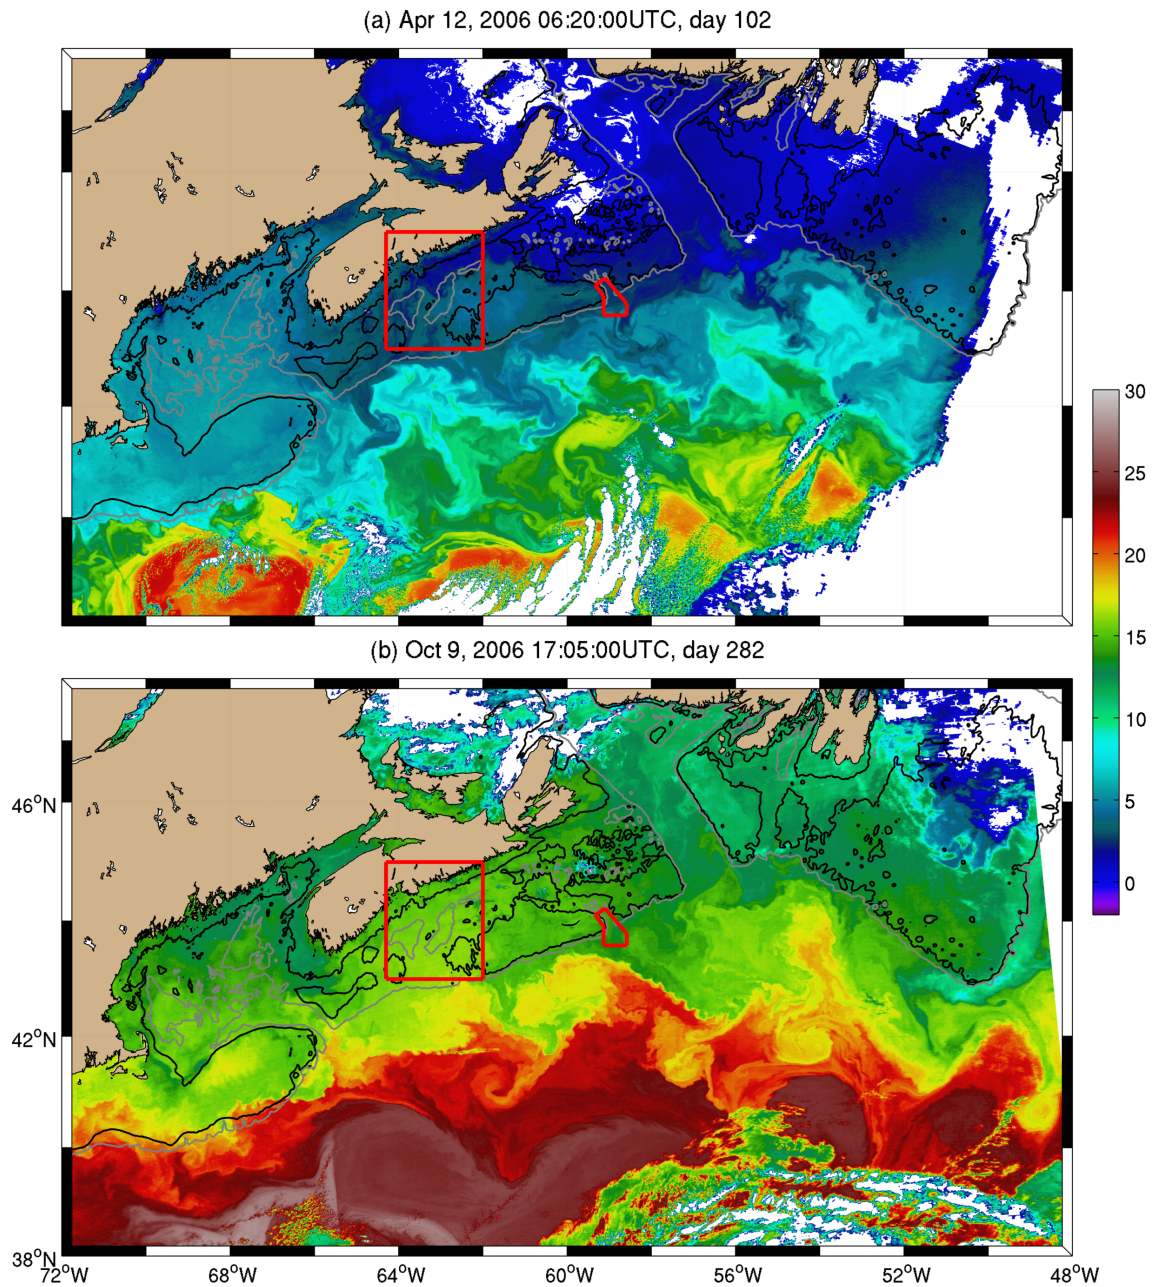 (a) Apr 12, 2006 06:20:00UTC, day 102
30
25
20
15
10
5
0
(b) Oct 9, 2006 17:05:00UTC, day 282
46°N
42°N
38°N
72°W 68°W 64°W 60°W 56°W 52°W 48°W